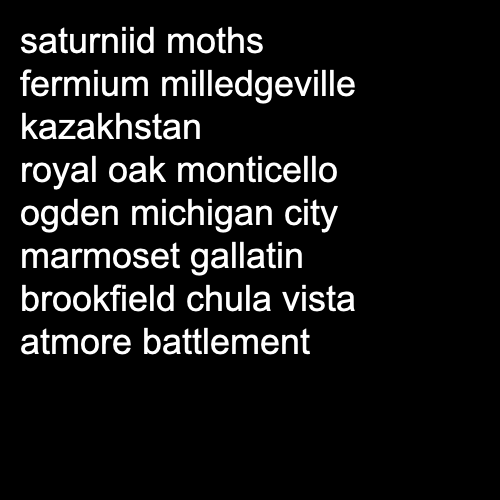 saturniid moths
fermium milledgeville
kazakhstan
royal oak monticello
ogden michigan city
marmoset gallatin
brookfield chula vista
atmore battlement